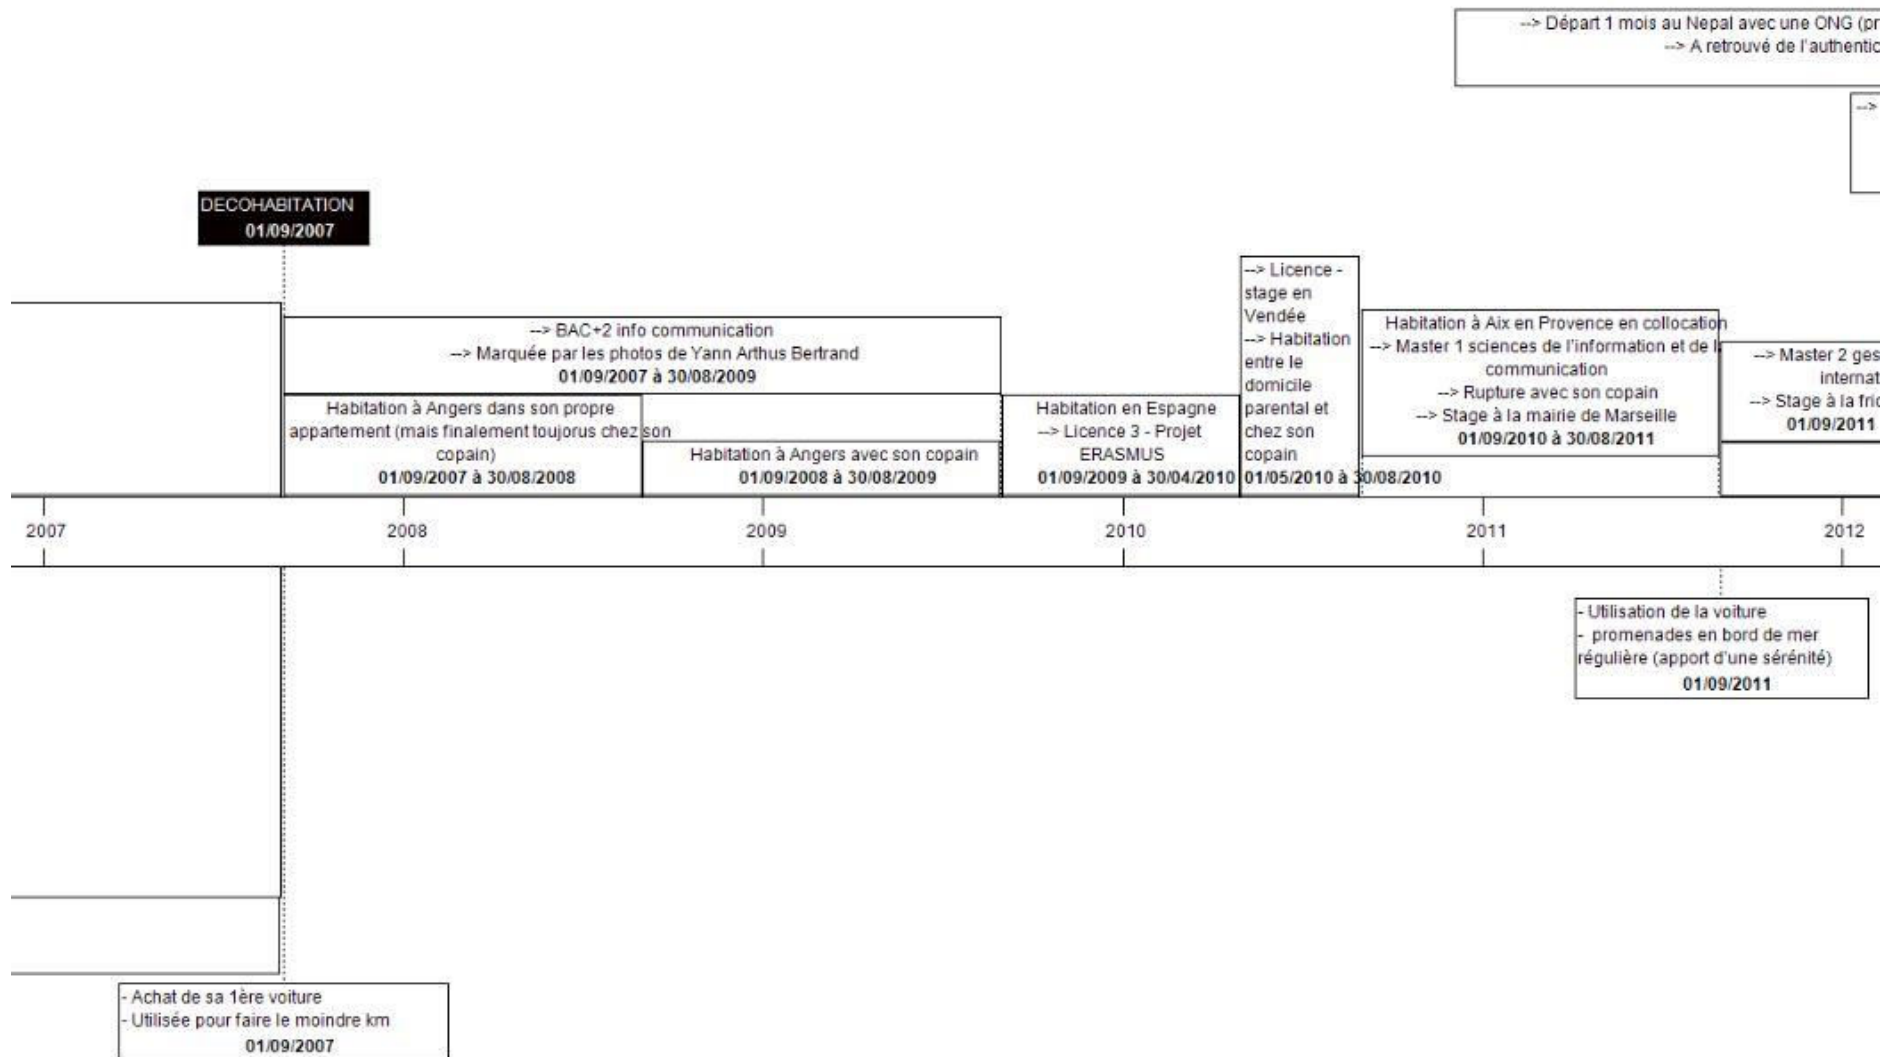 --> Départ 1 mois au Nepal avec une ONG
--> A retrouvé de l'
-->
DECOHABITATION
01/09/2007
--> BAC+2 info communication
--> Marquée par les photos de Yann Arthus Bertrand
01/09/2007 à 30/08/2009
Habitation à Angers dans son propre
appartement (mais finalement toujorus chez son
copain)
01/09/2007 à 30/08/2008
Habitation à Angers avec son copain
01/09/2008 à 30/08/2009
Habitation en Espagne
--> Licence 3 - Projet
ERASMUS
01/09/2009 à 30/04/2010
--> Licence -
stage en
Vendée
--> Habitation
entre le
domicile
parental et
chez son
copain
01/05/2010 à 30/08/2010
Habitation à Aix en Provence en collocation
--> Master 1 sciences de l'information et de
communication
--> Rupture avec son copain
--> Stage à la mairie de Marseille
01/09/2010 à 30/08/2011
--> Master 2
--> Stage à la
01/09/2011
2007
2008
2009
2010
2011
2012
- Utilisation de la voiture
- promenades en bord de mer
régulière (apport d'une sérénité)
01/09/2011
- Achat de sa 1ère voiture
- Utilisée pour faire le moindre km
01/09/2007